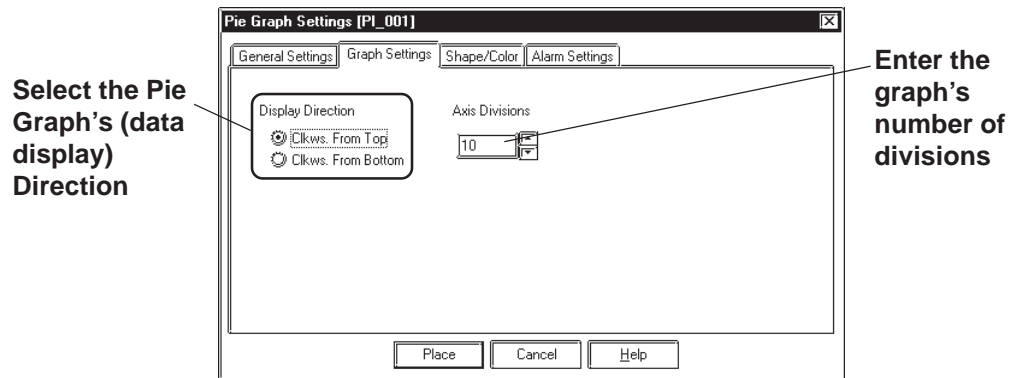 Pie Graph Settings [PI_001]
General Settings Graph Settings Shape/Color Alarm Settings
Select the Pie
Graph's (data
display)
Direction
Display Direction
Clkws. From Top
Clkws. From Bottom
Axis Divisions
10
Enter the
graph's
number of
divisions
Place Cancel Help